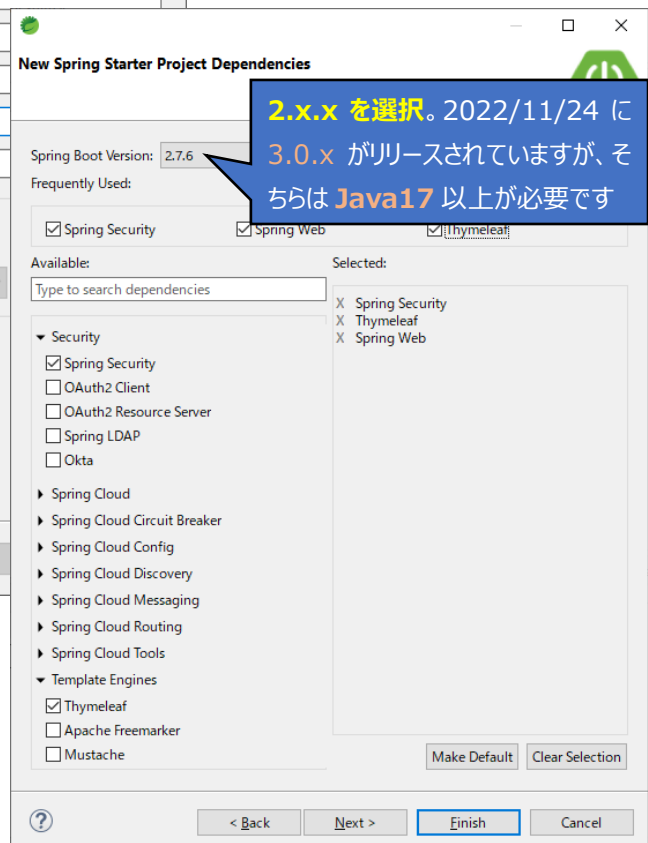 New Spring Starter Project Dependencies
2.x.x を選択。2022/11/24 に
3.0.x がリリースされていますが、そ
ちらは Java17 以上が必要です
Spring Boot Version: 2.7.6
Frequently Used:
Spring Security Spring Web Thymeleaf
Available: Selected:
Type to search dependencies
X Spring Security
X Thymeleaf
X Spring Web
Security
Spring Security
OAuth2 Client
OAuth2 Resource Server
Spring LDAP
Okta
Spring Cloud
Spring Cloud Circuit Breaker
Spring Cloud Config
Spring Cloud Discovery
Spring Cloud Messaging
Spring Cloud Routing
Spring Cloud Tools
Template Engines
Thymeleaf
Apache Freemarker
Mustache
Make Default Clear Selection
? < Back Next > Finish Cancel